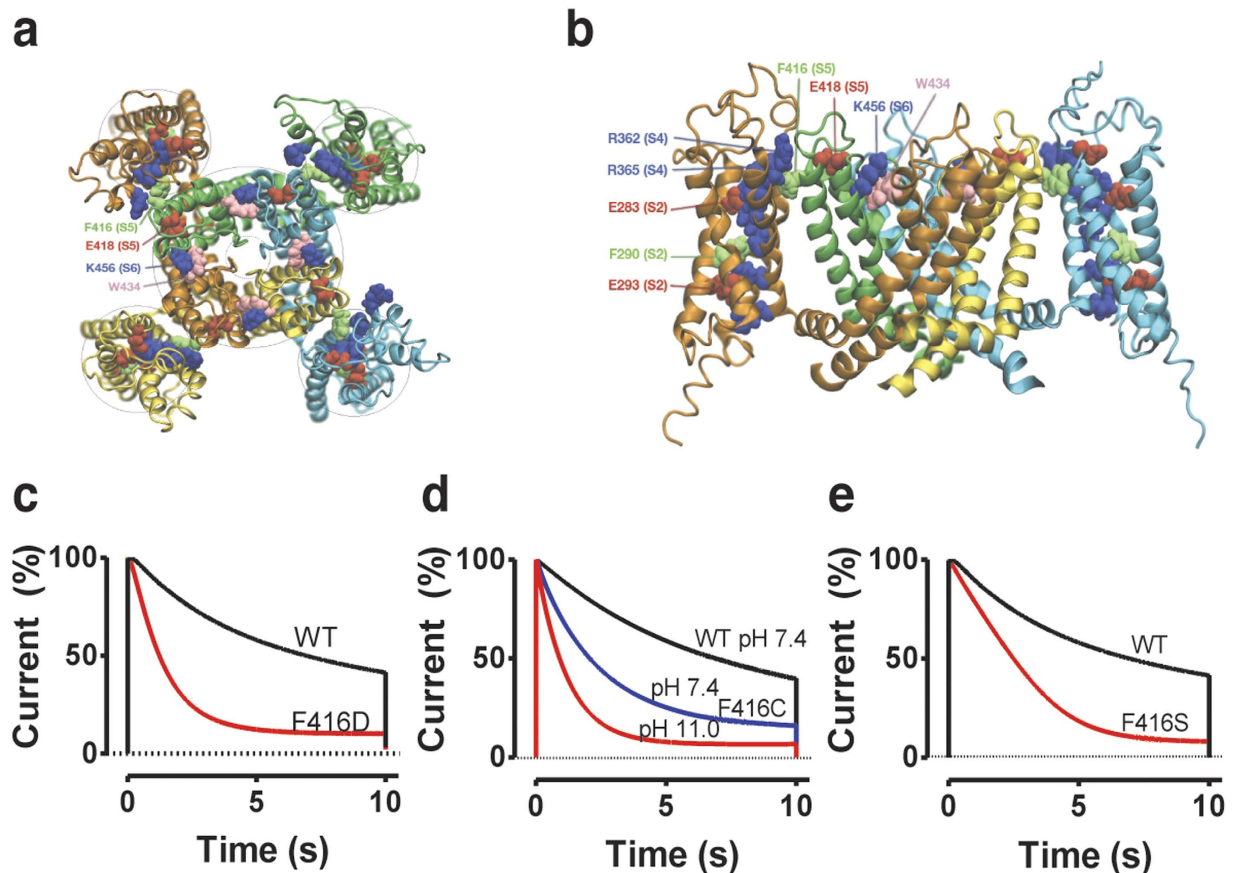 a
F416 (S5)
E418 (S5)
K456 (S6)
W434
b
F416 (S5)
E418 (S5)
K456 (S6)
W434
R362 (S4)
R365 (S4)
E283 (S2)
F290 (S2)
E293 (S2)
c
Current (%)
100
50
0
WT
F416D
0 5 10
Time (s)
d
Current (%)
100
50
0
WT pH 7.4
pH 7.4
F416C
pH 11.0
0 5 10
Time (s)
e
Current (%)
100
50
0
WT
F416S
0 5 10
Time (s)